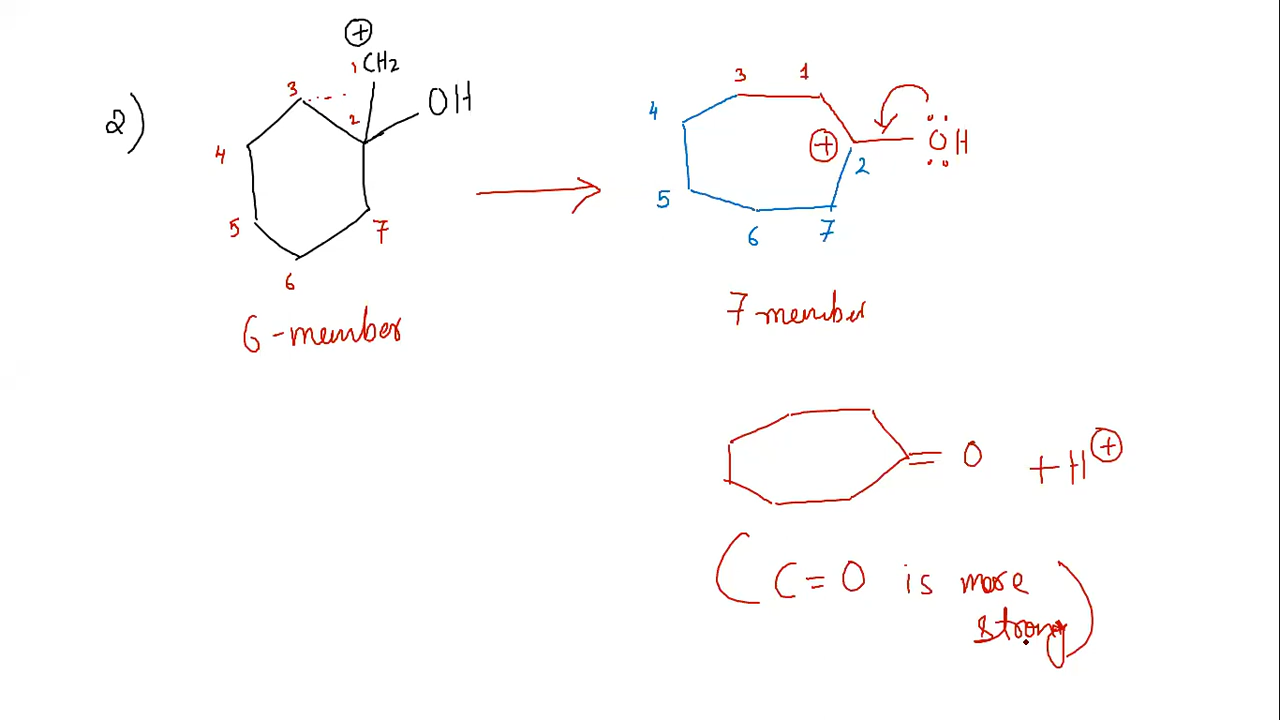 2)
⊕
1 CH2
3
2
OH
4
5
7
6
6-member
3 1
4
⊕
OH
2
5
6
7
7-member
= O + H⊕
( C = O is more
strong )